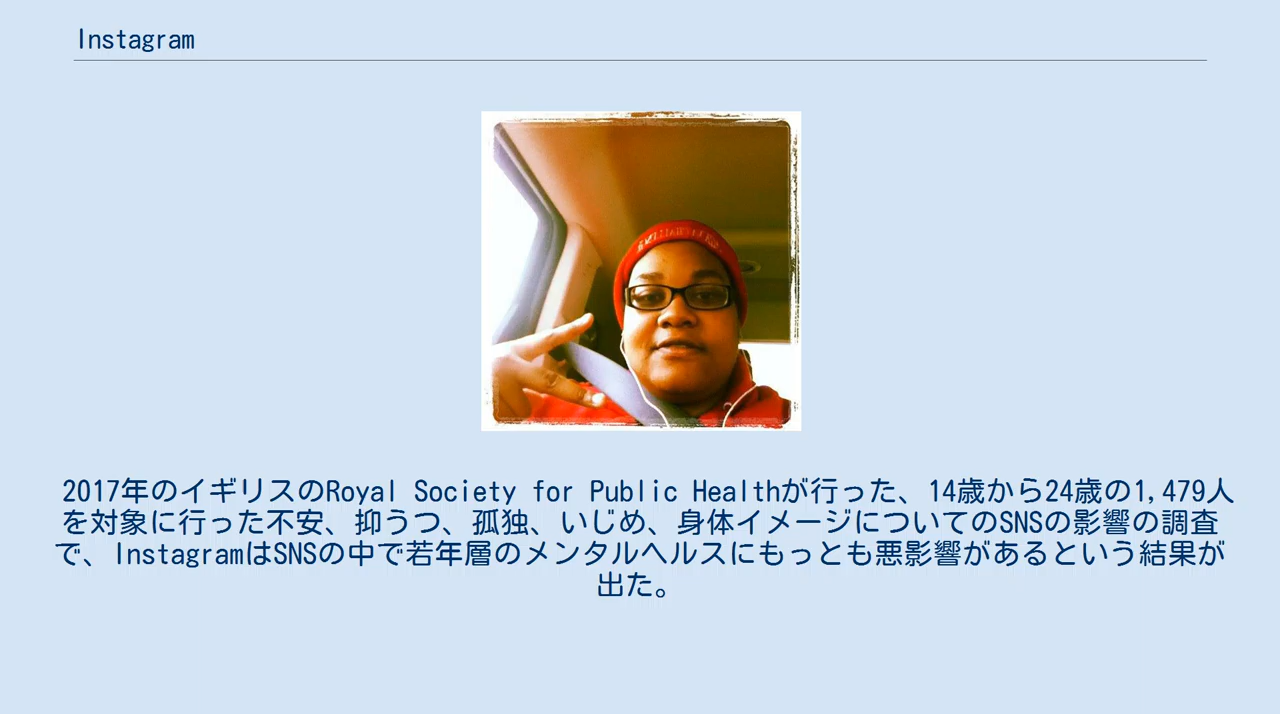 Instagram
2017年のイギリスのRoyal Society for Public Healthが行った、14歳から24歳の1,479人
を対象に行った不安、抑うつ、孤独、いじめ、身体イメージについてのSNSの影響の調査
で、InstagramはSNSの中で若年層のメンタルヘルスにもっとも悪影響があるという結果が
出た。